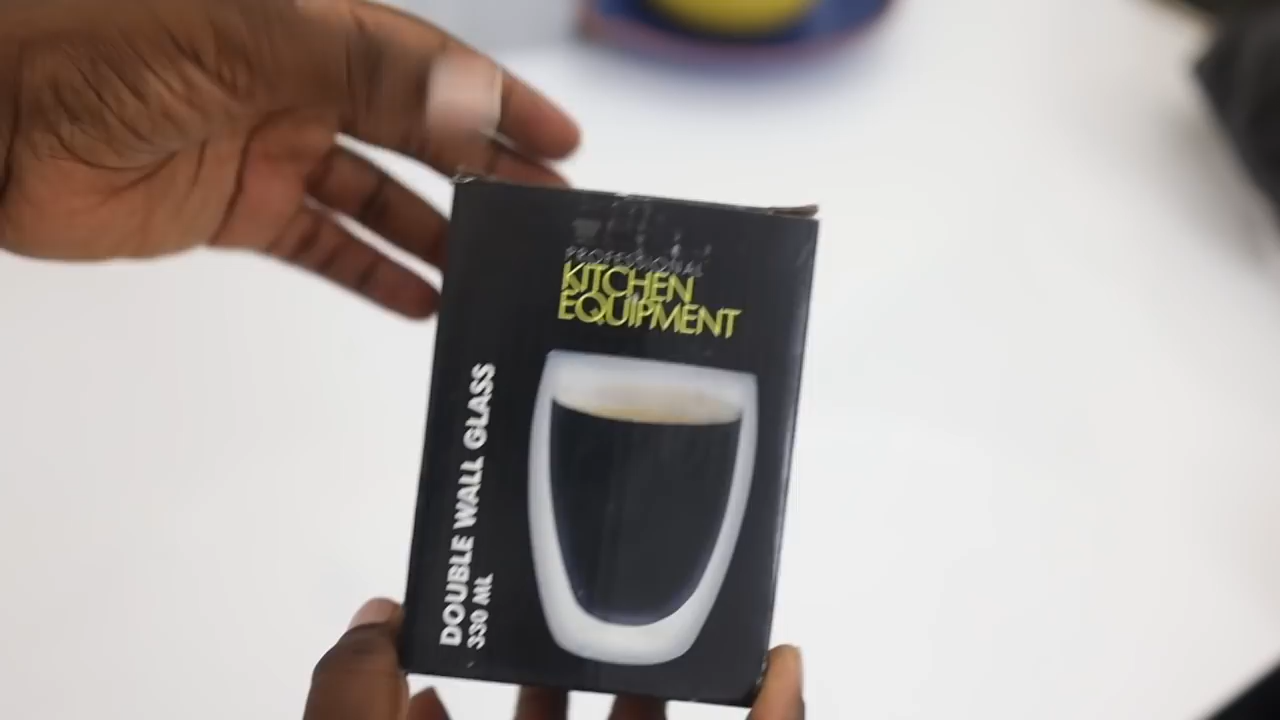 PROFESSIONAL
KITCHEN
EQUIPMENT
DOUBLE WALL GLASS
330 ML